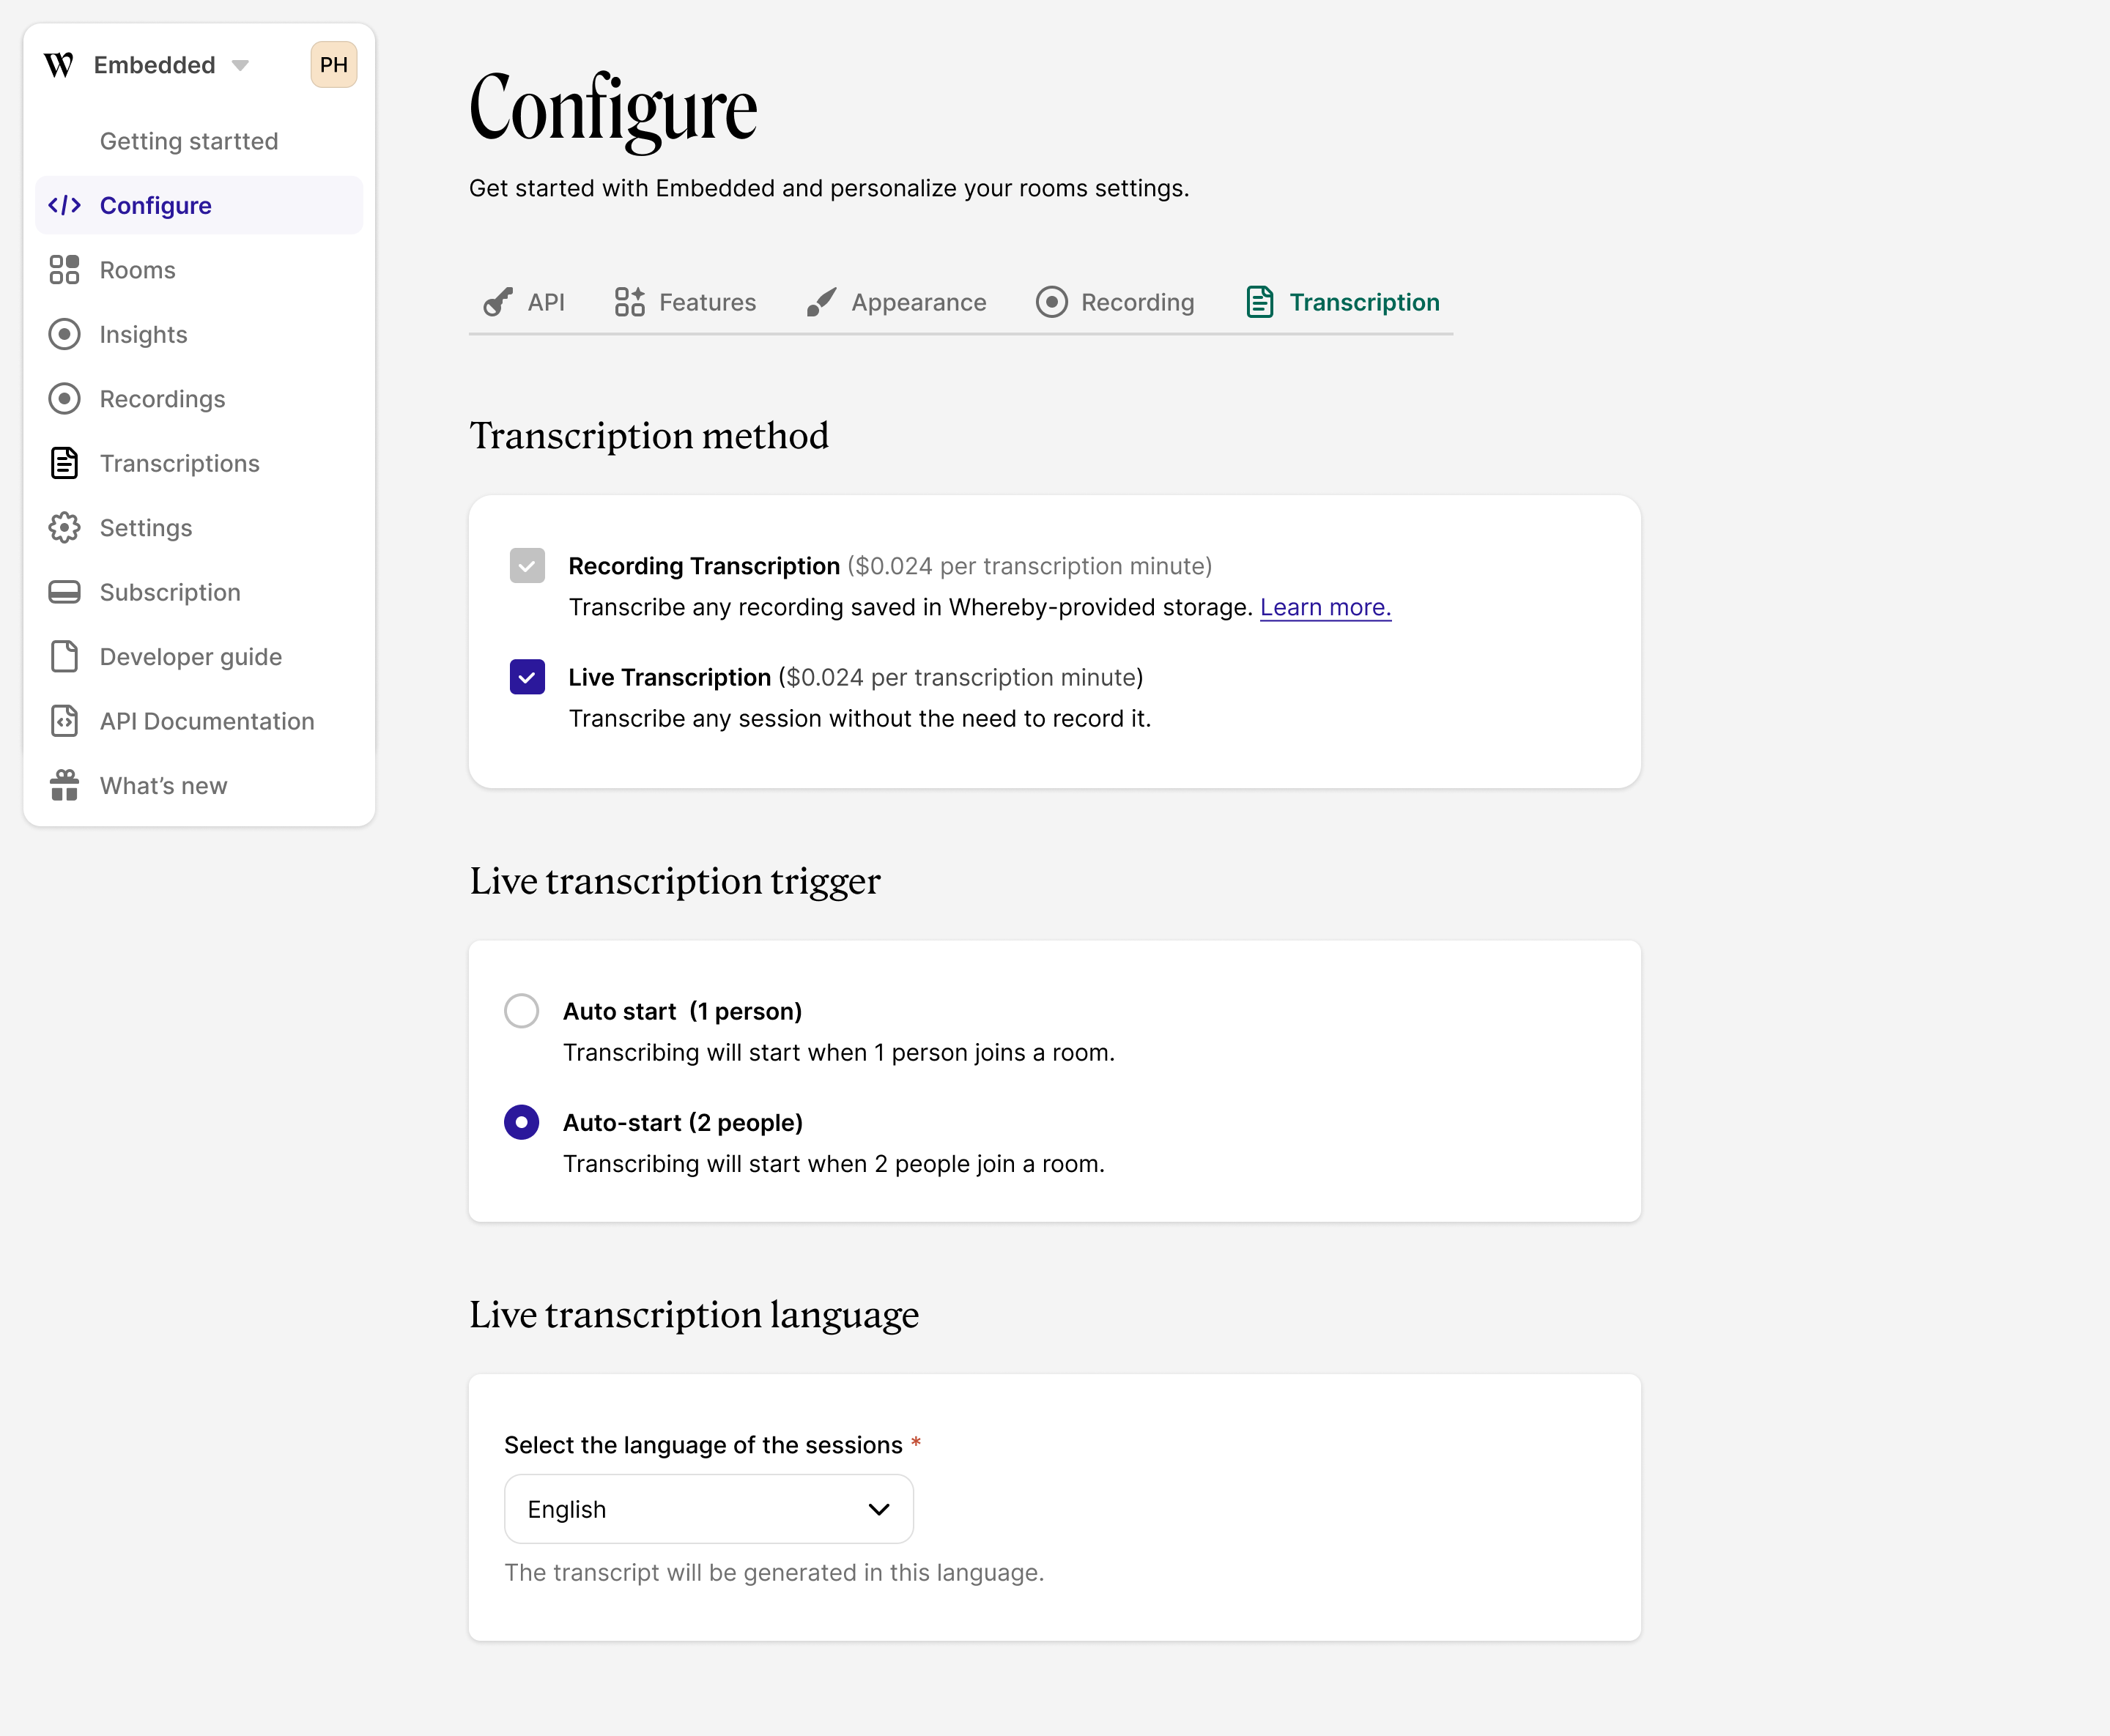 Embedded
PH
Getting startted
Configure
Rooms
Insights
Recordings
Transcriptions
Settings
Subscription
Developer guide
API Documentation
What’s new
Configure
Get started with Embedded and personalize your rooms settings.
API Features Appearance Recording Transcription
Transcription method
Recording Transcription ($0.024 per transcription minute)
Transcribe any recording saved in Whereby-provided storage. Learn more.
Live Transcription ($0.024 per transcription minute)
Transcribe any session without the need to record it.
Live transcription trigger
Auto start  (1 person)
Transcribing will start when 1 person joins a room.
Auto-start (2 people)
Transcribing will start when 2 people join a room.
Live transcription language
Select the language of the sessions *
English
The transcript will be generated in this language.